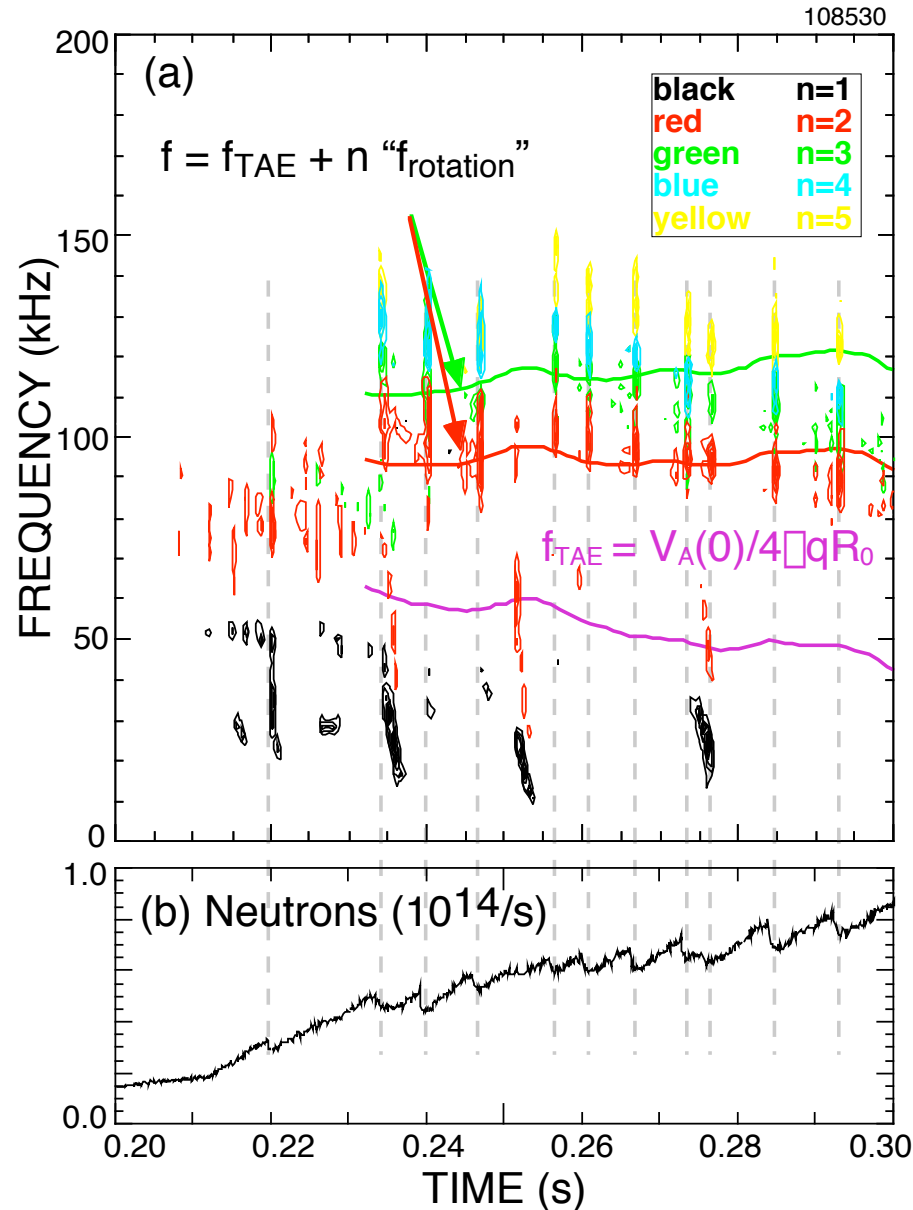 108530
(a)
black n=1
red n=2
green n=3
blue n=4
yellow n=5
f = fTAE + n “frotation”
fTAE = VA(0)/4▯qR0
FREQUENCY (kHz)
200
150
100
50
0
(b) Neutrons (10^14/s)
1.0
0.0
0.20 0.22 0.24 0.26 0.28 0.30
TIME (s)